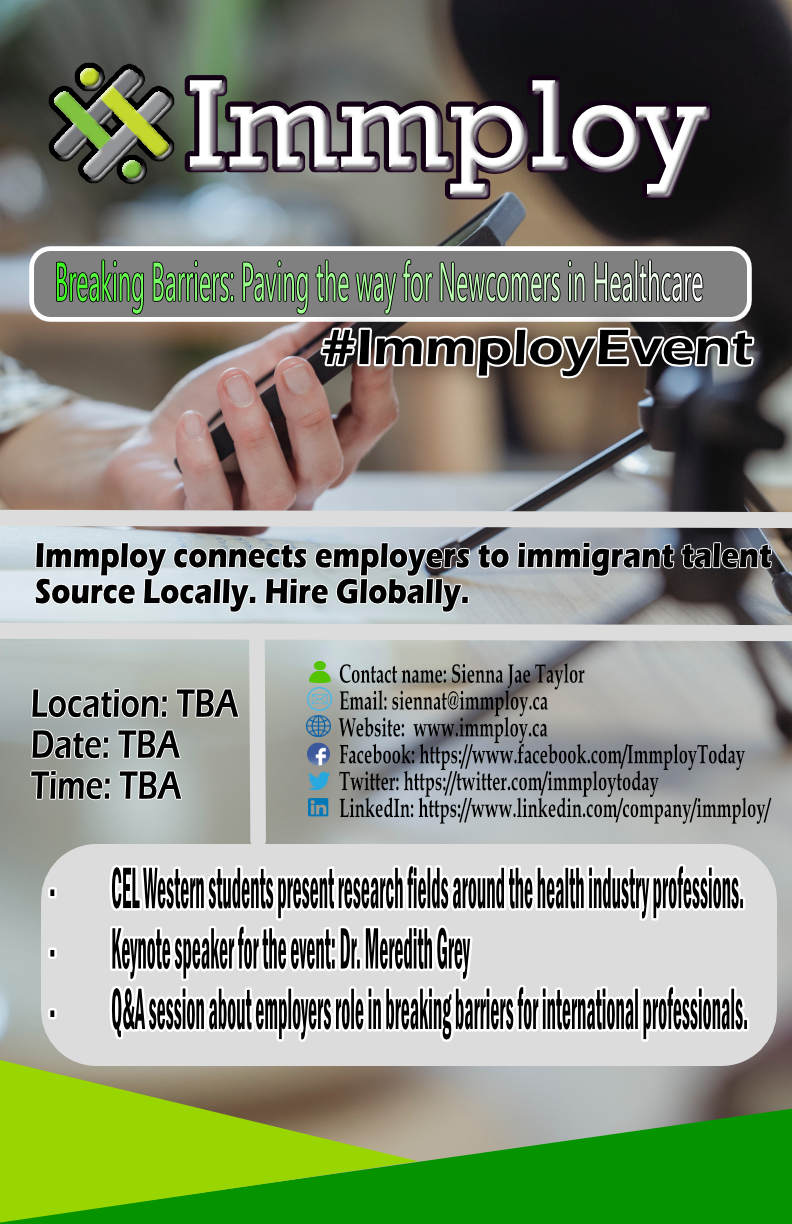 Immploy
Breaking Barriers: Paving the way for Newcomers in Healthcare
#ImmployEvent
Immploy connects employers to immigrant talent
Source Locally. Hire Globally.
Location: TBA
Date: TBA
Time: TBA
Contact name: Sienna Jae Taylor
Email: siennat@immploy.ca
Website: www.immploy.ca
Facebook: https://www.facebook.com/ImmployToday
Twitter: https://twitter.com/immploytoday
LinkedIn: https://www.linkedin.com/company/immploy/
· CEL Western students present research fields around the health industry professions.
· Keynote speaker for the event: Dr. Meredith Grey
· Q&A session about employers role in breaking barriers for international professionals.